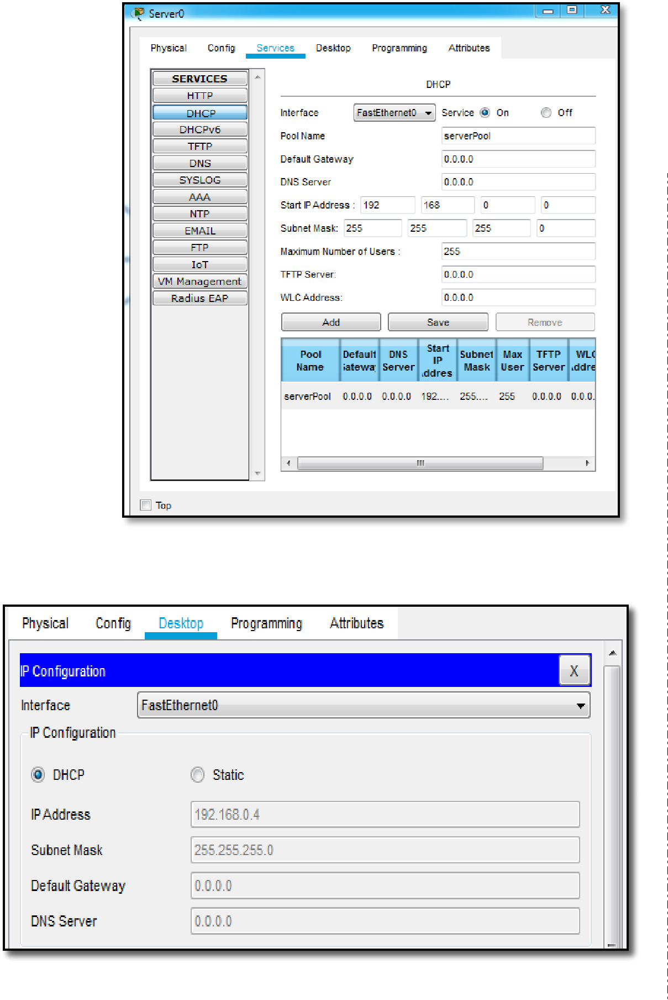 Server0
Physical Config Services Desktop Programming Attributes
SERVICES
HTTP
DHCP
DHCPv6
TFTP
DNS
SYSLOG
AAA
NTP
EMAIL
FTP
IoT
VM Management
Radius EAP
DHCP
Interface FastEthernet0 Service On Off
Pool Name serverPool
Default Gateway 0.0.0.0
DNS Server 0.0.0.0
Start IP Address : 192 168 0 0
Subnet Mask: 255 255 255 0
Maximum Number of Users : 255
TFTP Server: 0.0.0.0
WLC Address: 0.0.0.0
Add Save Remove
Pool Name Default Gateway DNS Server Start IP Address Subnet Mask Max User TFTP Server WLC Addre
serverPool 0.0.0.0 0.0.0.0 192.... 255.... 255 0.0.0.0 0.0.0.
Top
Physical Config Desktop Programming Attributes
IP Configuration X
Interface FastEthernet0
IP Configuration
DHCP Static
IP Address 192.168.0.4
Subnet Mask 255.255.255.0
Default Gateway 0.0.0.0
DNS Server 0.0.0.0